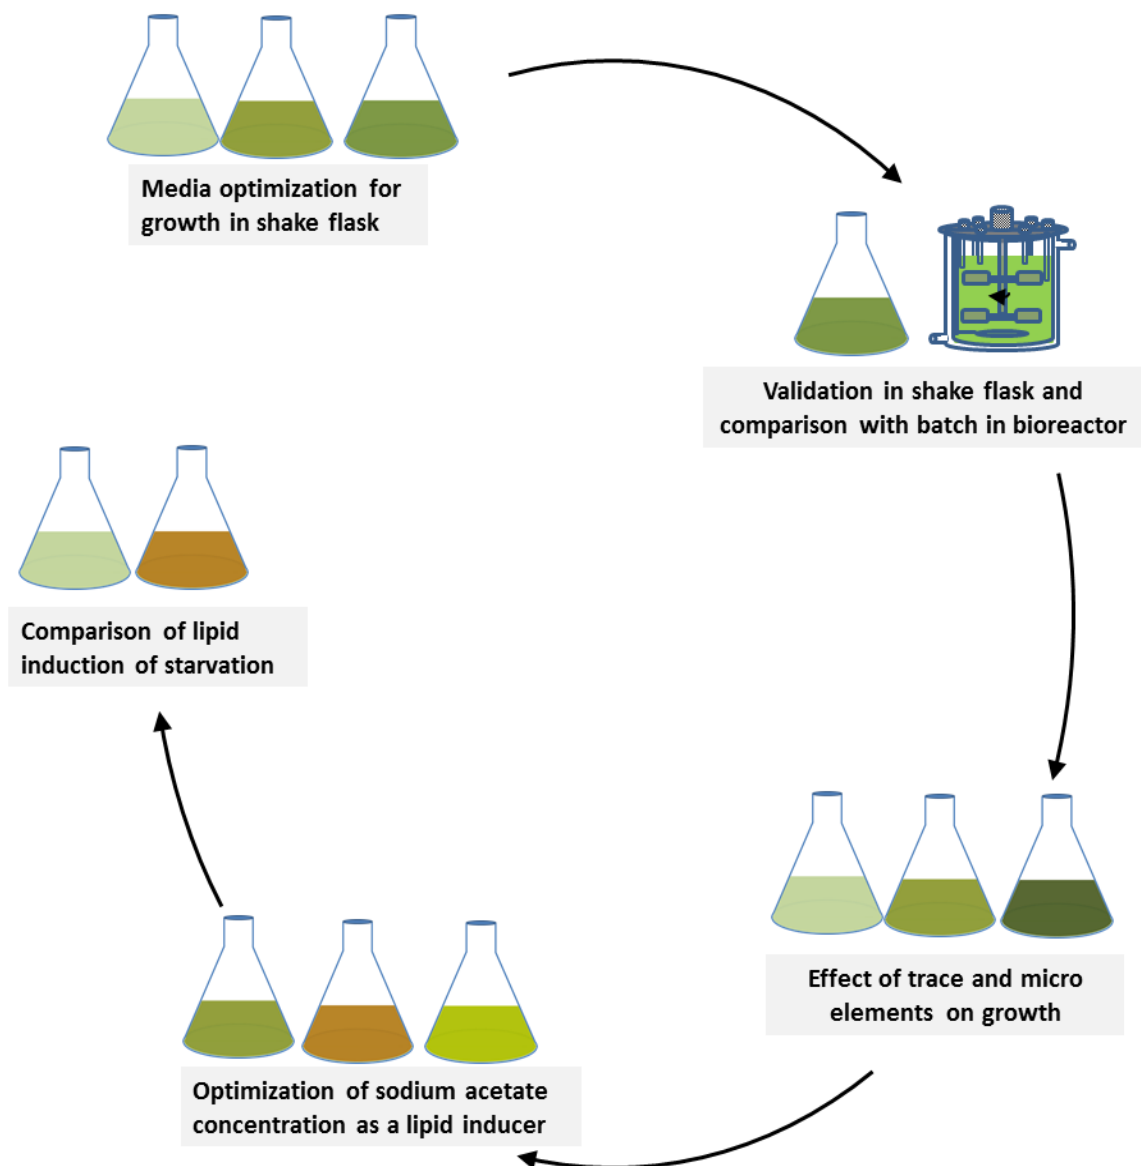 Media optimization for
growth in shake flask
Validation in shake flask and
comparison with batch in bioreactor
Comparison of lipid
induction of starvation
Effect of trace and micro
elements on growth
Optimization of sodium acetate
concentration as a lipid inducer